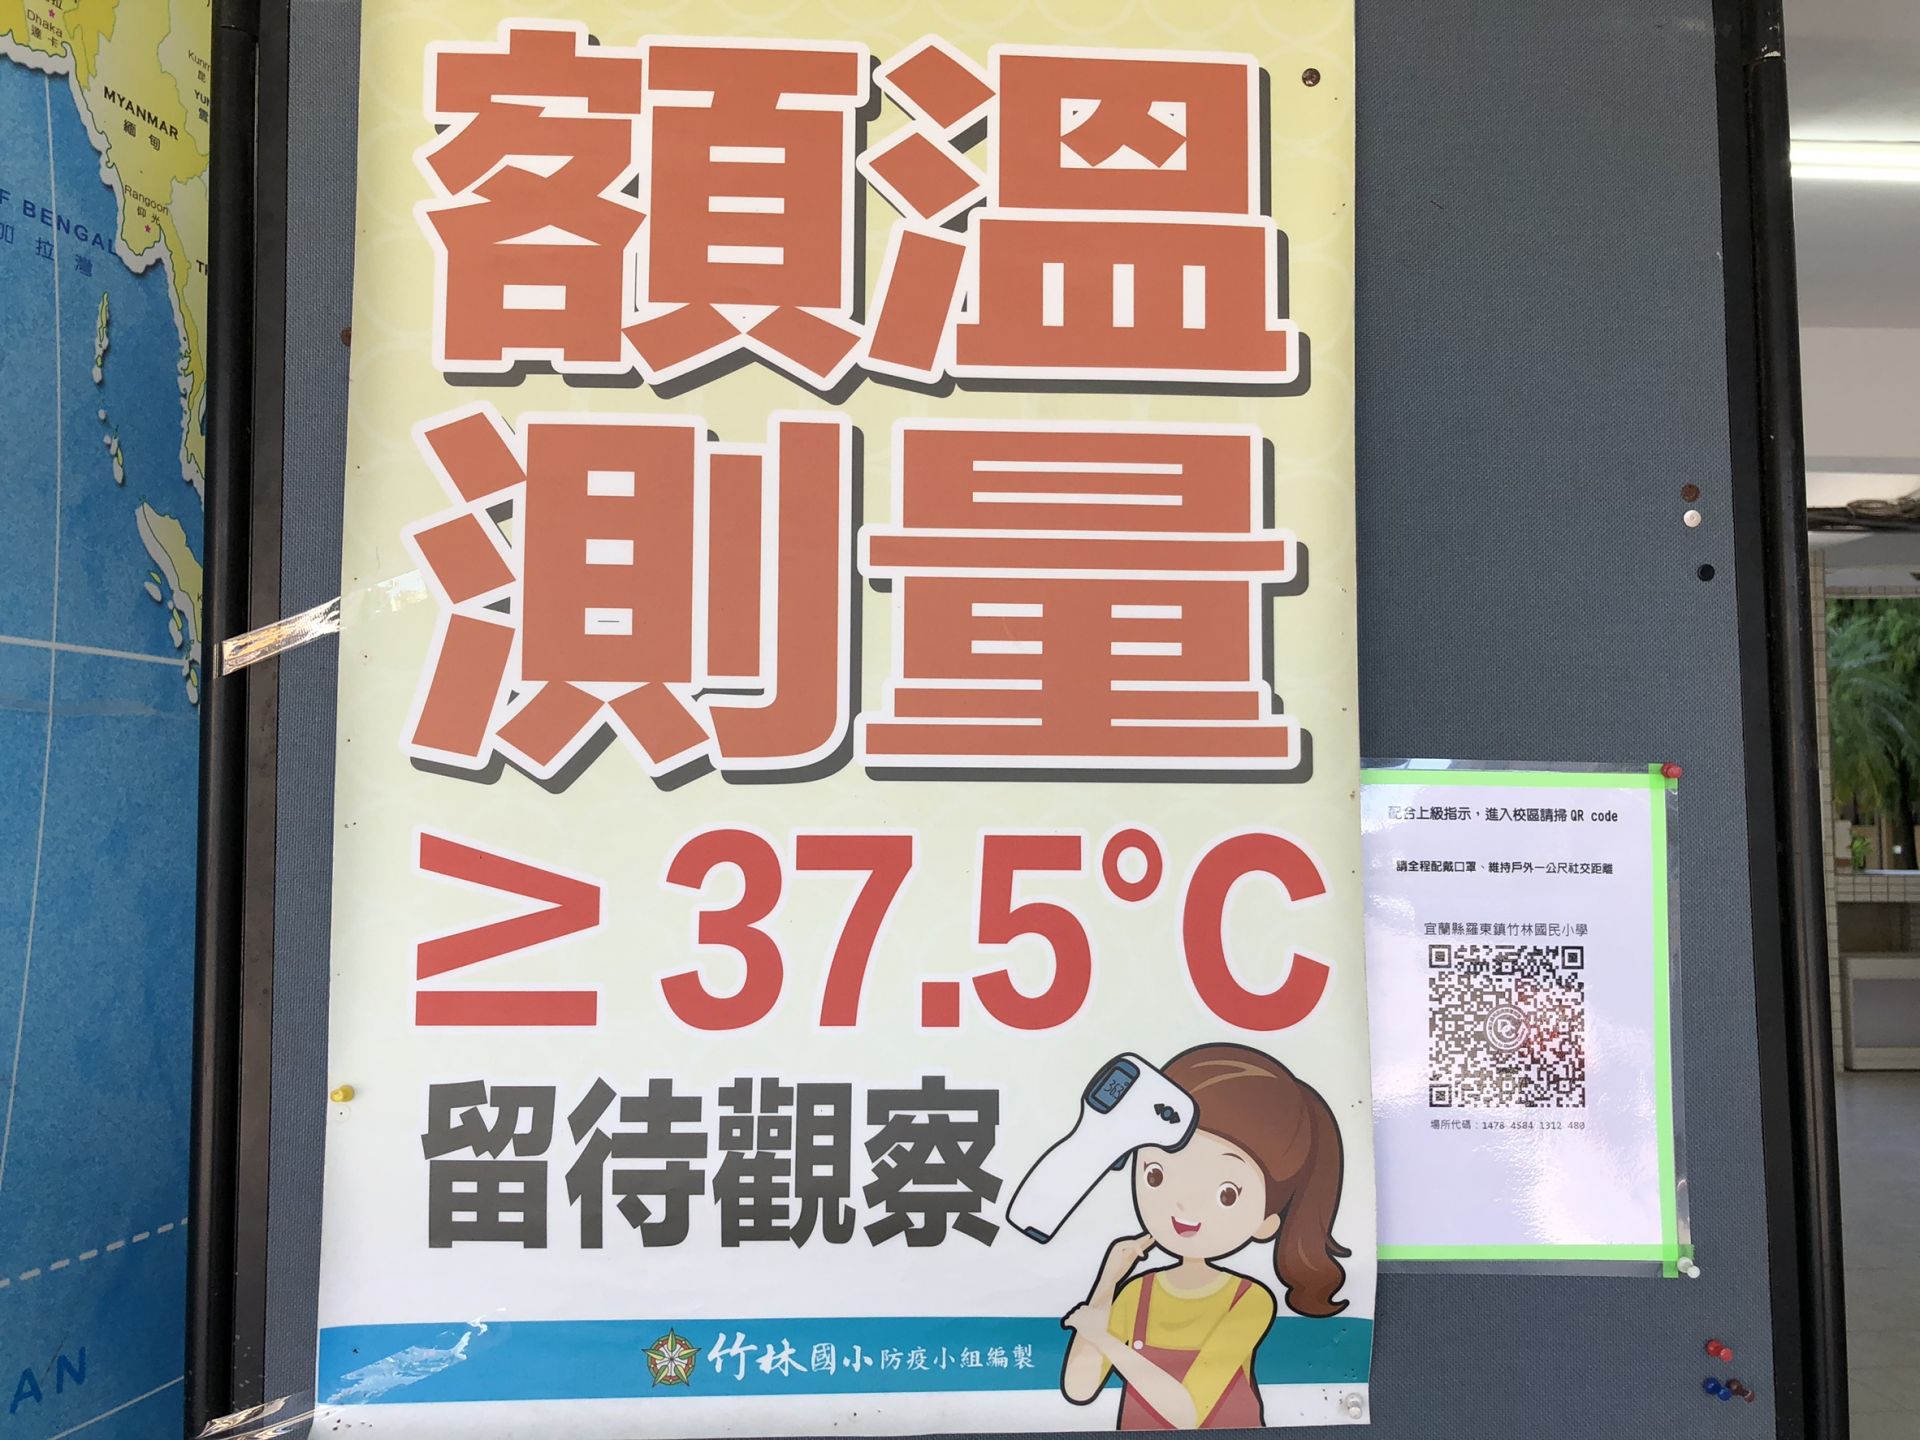 Dhaka
達卡
MYANMAR
緬甸
Rangoon
仰光
F BENGAL
加拉灣
AN
額溫
測量
≥ 37.5°C
留待觀察
竹林國小防疫小組編製
配合上級指示，進入校區請掃 QR code
請全程配戴口罩、維持戶外一公尺社交距離
宜蘭縣羅東鎮竹林國民小學
場所代碼：1478 4584 1312 480